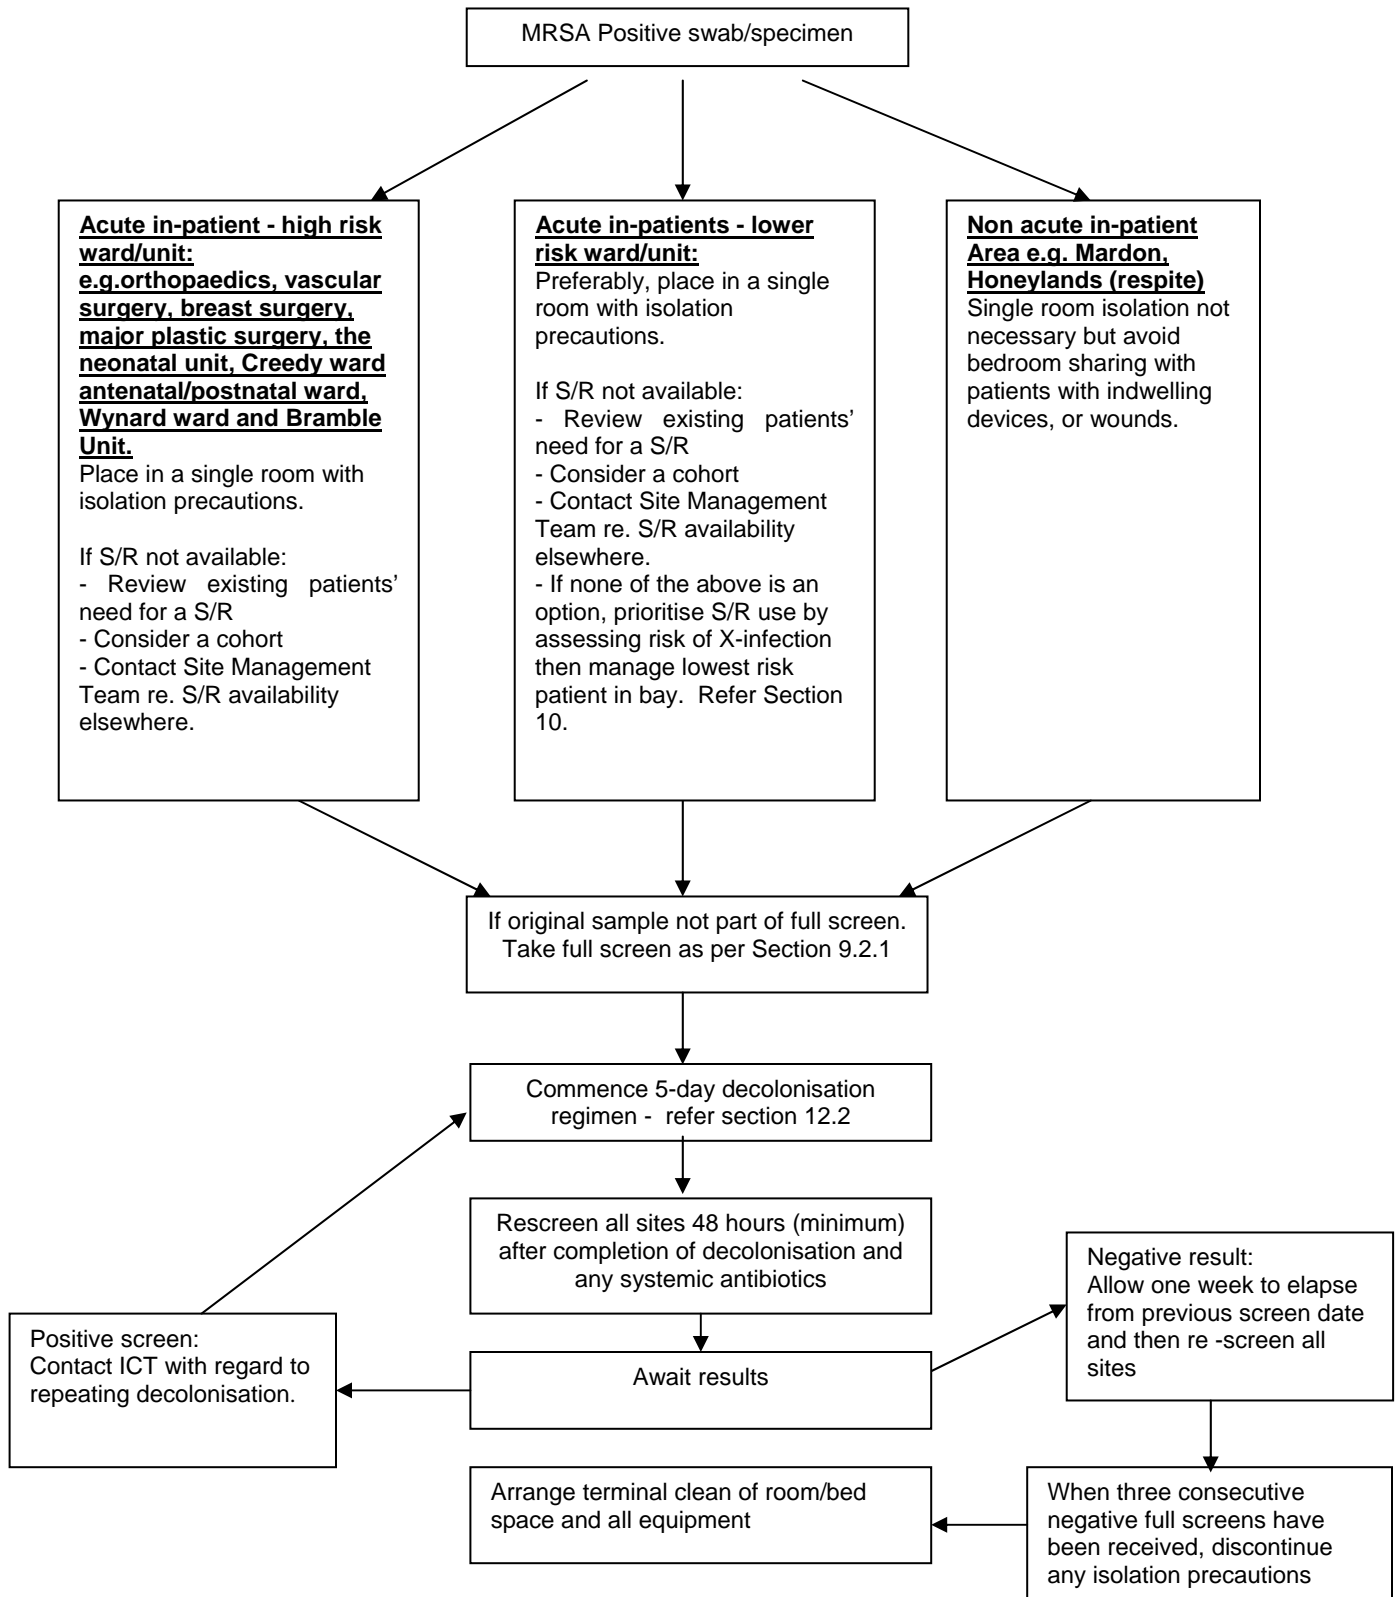 MRSA Positive swab/specimen
Acute in-patient - high risk
ward/unit:
e.g.orthopaedics, vascular
surgery, breast surgery,
major plastic surgery, the
neonatal unit, Creedy ward
antenatal/postnatal ward,
Wynard ward and Bramble
Unit.
Place in a single room with
isolation precautions.
If S/R not available:
- Review existing patients’
need for a S/R
- Consider a cohort
- Contact Site Management
Team re. S/R availability
elsewhere.
Acute in-patients - lower
risk ward/unit:
Preferably, place in a single
room with isolation
precautions.
If S/R not available:
- Review existing patients’
need for a S/R
- Consider a cohort
- Contact Site Management
Team re. S/R availability
elsewhere.
- If none of the above is an
option, prioritise S/R use by
assessing risk of X-infection
then manage lowest risk
patient in bay. Refer Section
10.
Non acute in-patient
Area e.g. Mardon,
Honeylands (respite)
Single room isolation not
necessary but avoid
bedroom sharing with
patients with indwelling
devices, or wounds.
If original sample not part of full screen.
Take full screen as per Section 9.2.1
Commence 5-day decolonisation
regimen - refer section 12.2
Rescreen all sites 48 hours (minimum)
after completion of decolonisation and
any systemic antibiotics
Negative result:
Allow one week to elapse
from previous screen date
and then re -screen all
sites
Positive screen:
Contact ICT with regard to
repeating decolonisation.
Await results
Arrange terminal clean of room/bed
space and all equipment
When three consecutive
negative full screens have
been received, discontinue
any isolation precautions